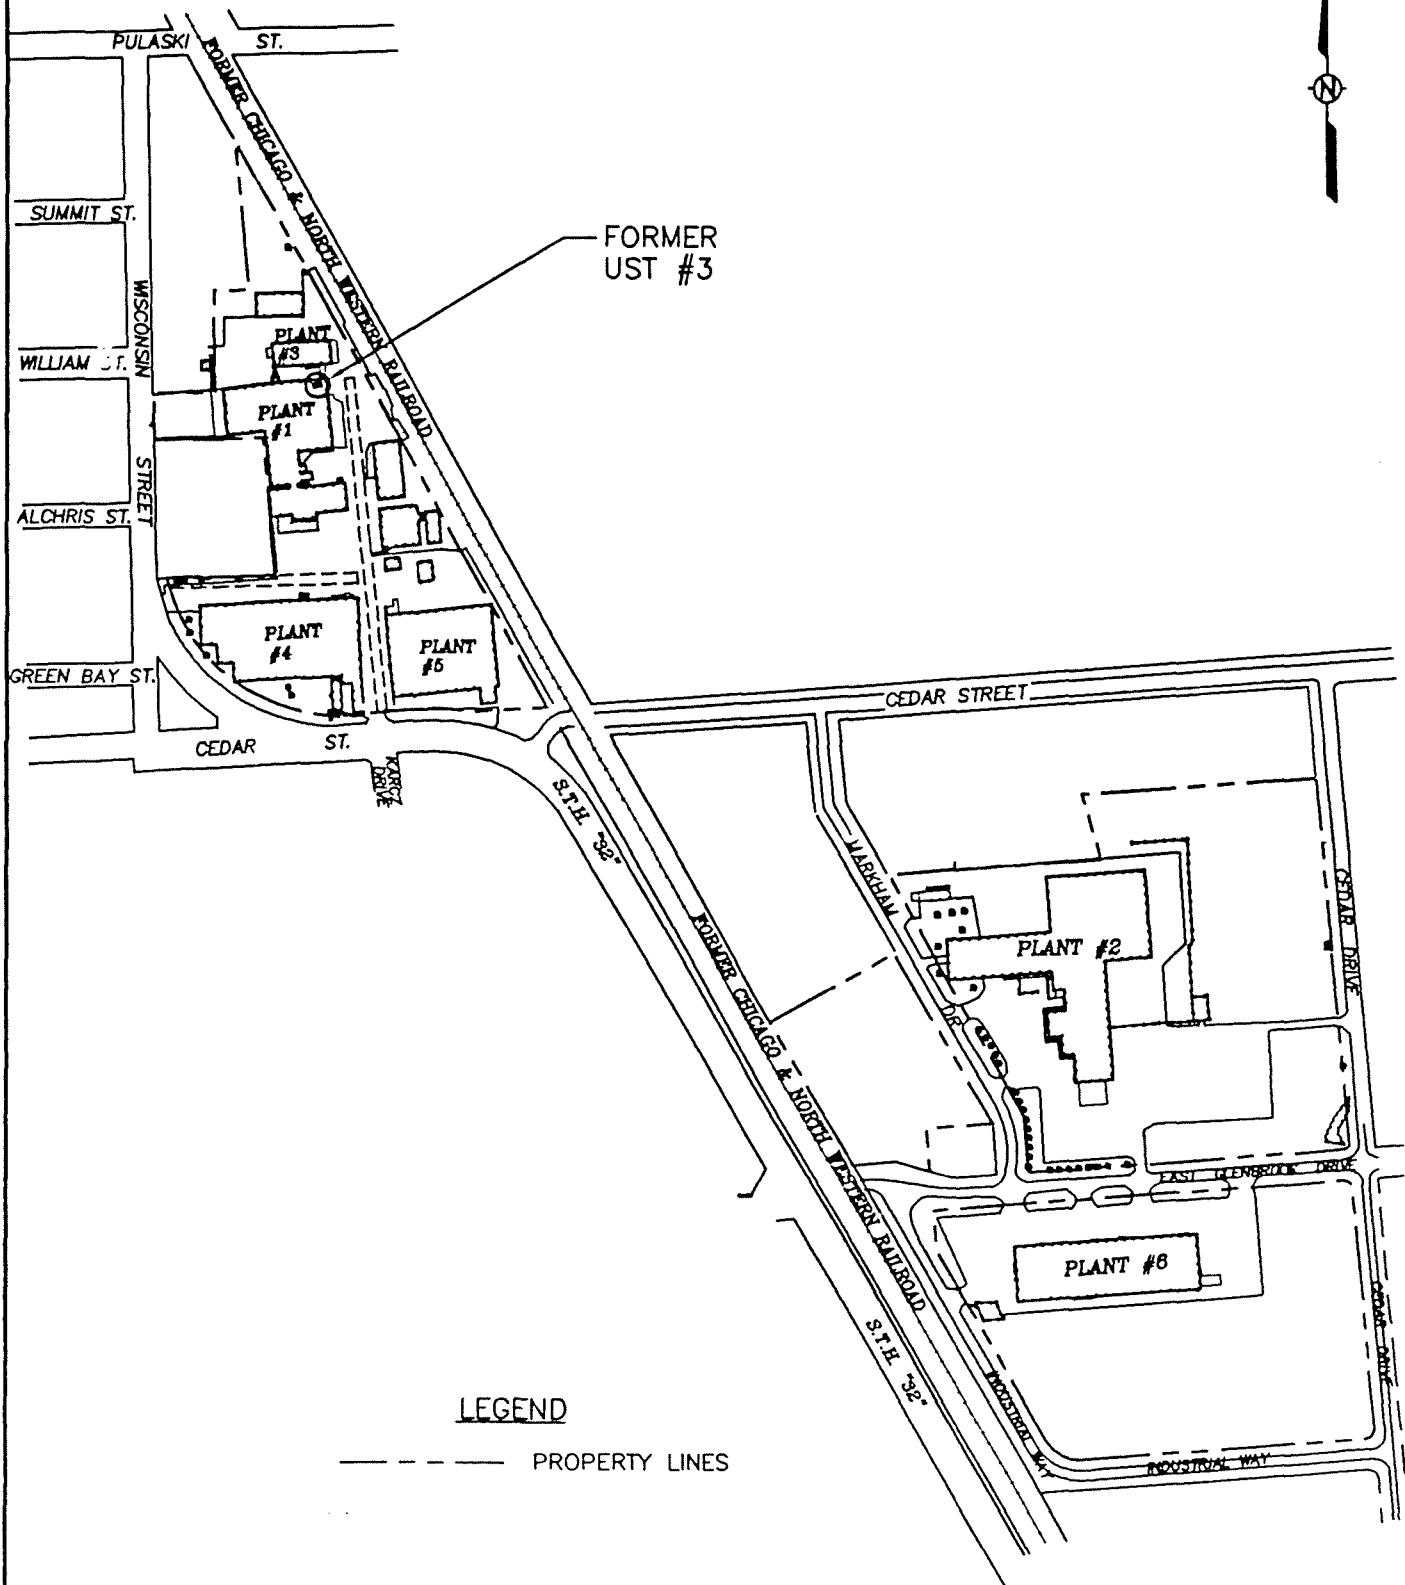 PULASKI ST.
FORMER CHICAGO & NORTH WESTERN RAILROAD
SUMMIT ST.
FORMER
UST #3
WISCONSIN STREET
PLANT
#3
WILLIAM ST.
PLANT
#1
ALCHRIS ST.
PLANT
#4
PLANT
#5
GREEN BAY ST.
CEDAR STREET
CEDAR ST.
KARCZ
DRIVE
S.T.H. "32"
MARKHAM DR
CEDAR DRIVE
PLANT #2
FORMER CHICAGO & NORTH WESTERN RAILROAD
EAST GLENBROOK DRIVE
PLANT #6
CEDAR DRIVE
S.T.H. "32"
INDUSTRIAL WAY
INDUSTRIAL WAY
LEGEND
PROPERTY LINES
N